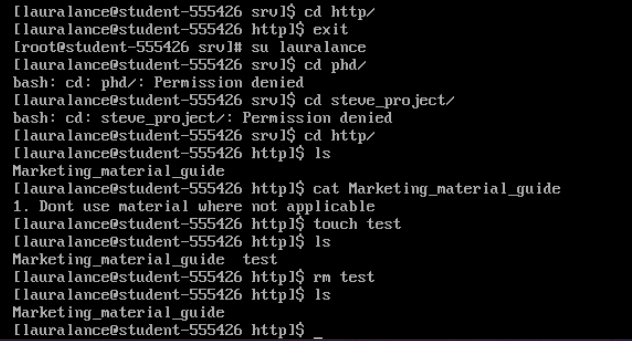 [lauralance@student-555426 srv]$ cd http/
[lauralance@student-555426 http]$ exit
[root@student-555426 srv]# su lauralance
[lauralance@student-555426 srv]$ cd phd/
bash: cd: phd/: Permission denied
[lauralance@student-555426 srv]$ cd steve_project/
bash: cd: steve_project/: Permission denied
[lauralance@student-555426 srv]$ cd http/
[lauralance@student-555426 http]$ ls
Marketing_material_guide
[lauralance@student-555426 http]$ cat Marketing_material_guide
1. Dont use material where not applicable
[lauralance@student-555426 http]$ touch test
[lauralance@student-555426 http]$ ls
Marketing_material_guide  test
[lauralance@student-555426 http]$ rm test
[lauralance@student-555426 http]$ ls
Marketing_material_guide
[lauralance@student-555426 http]$ _